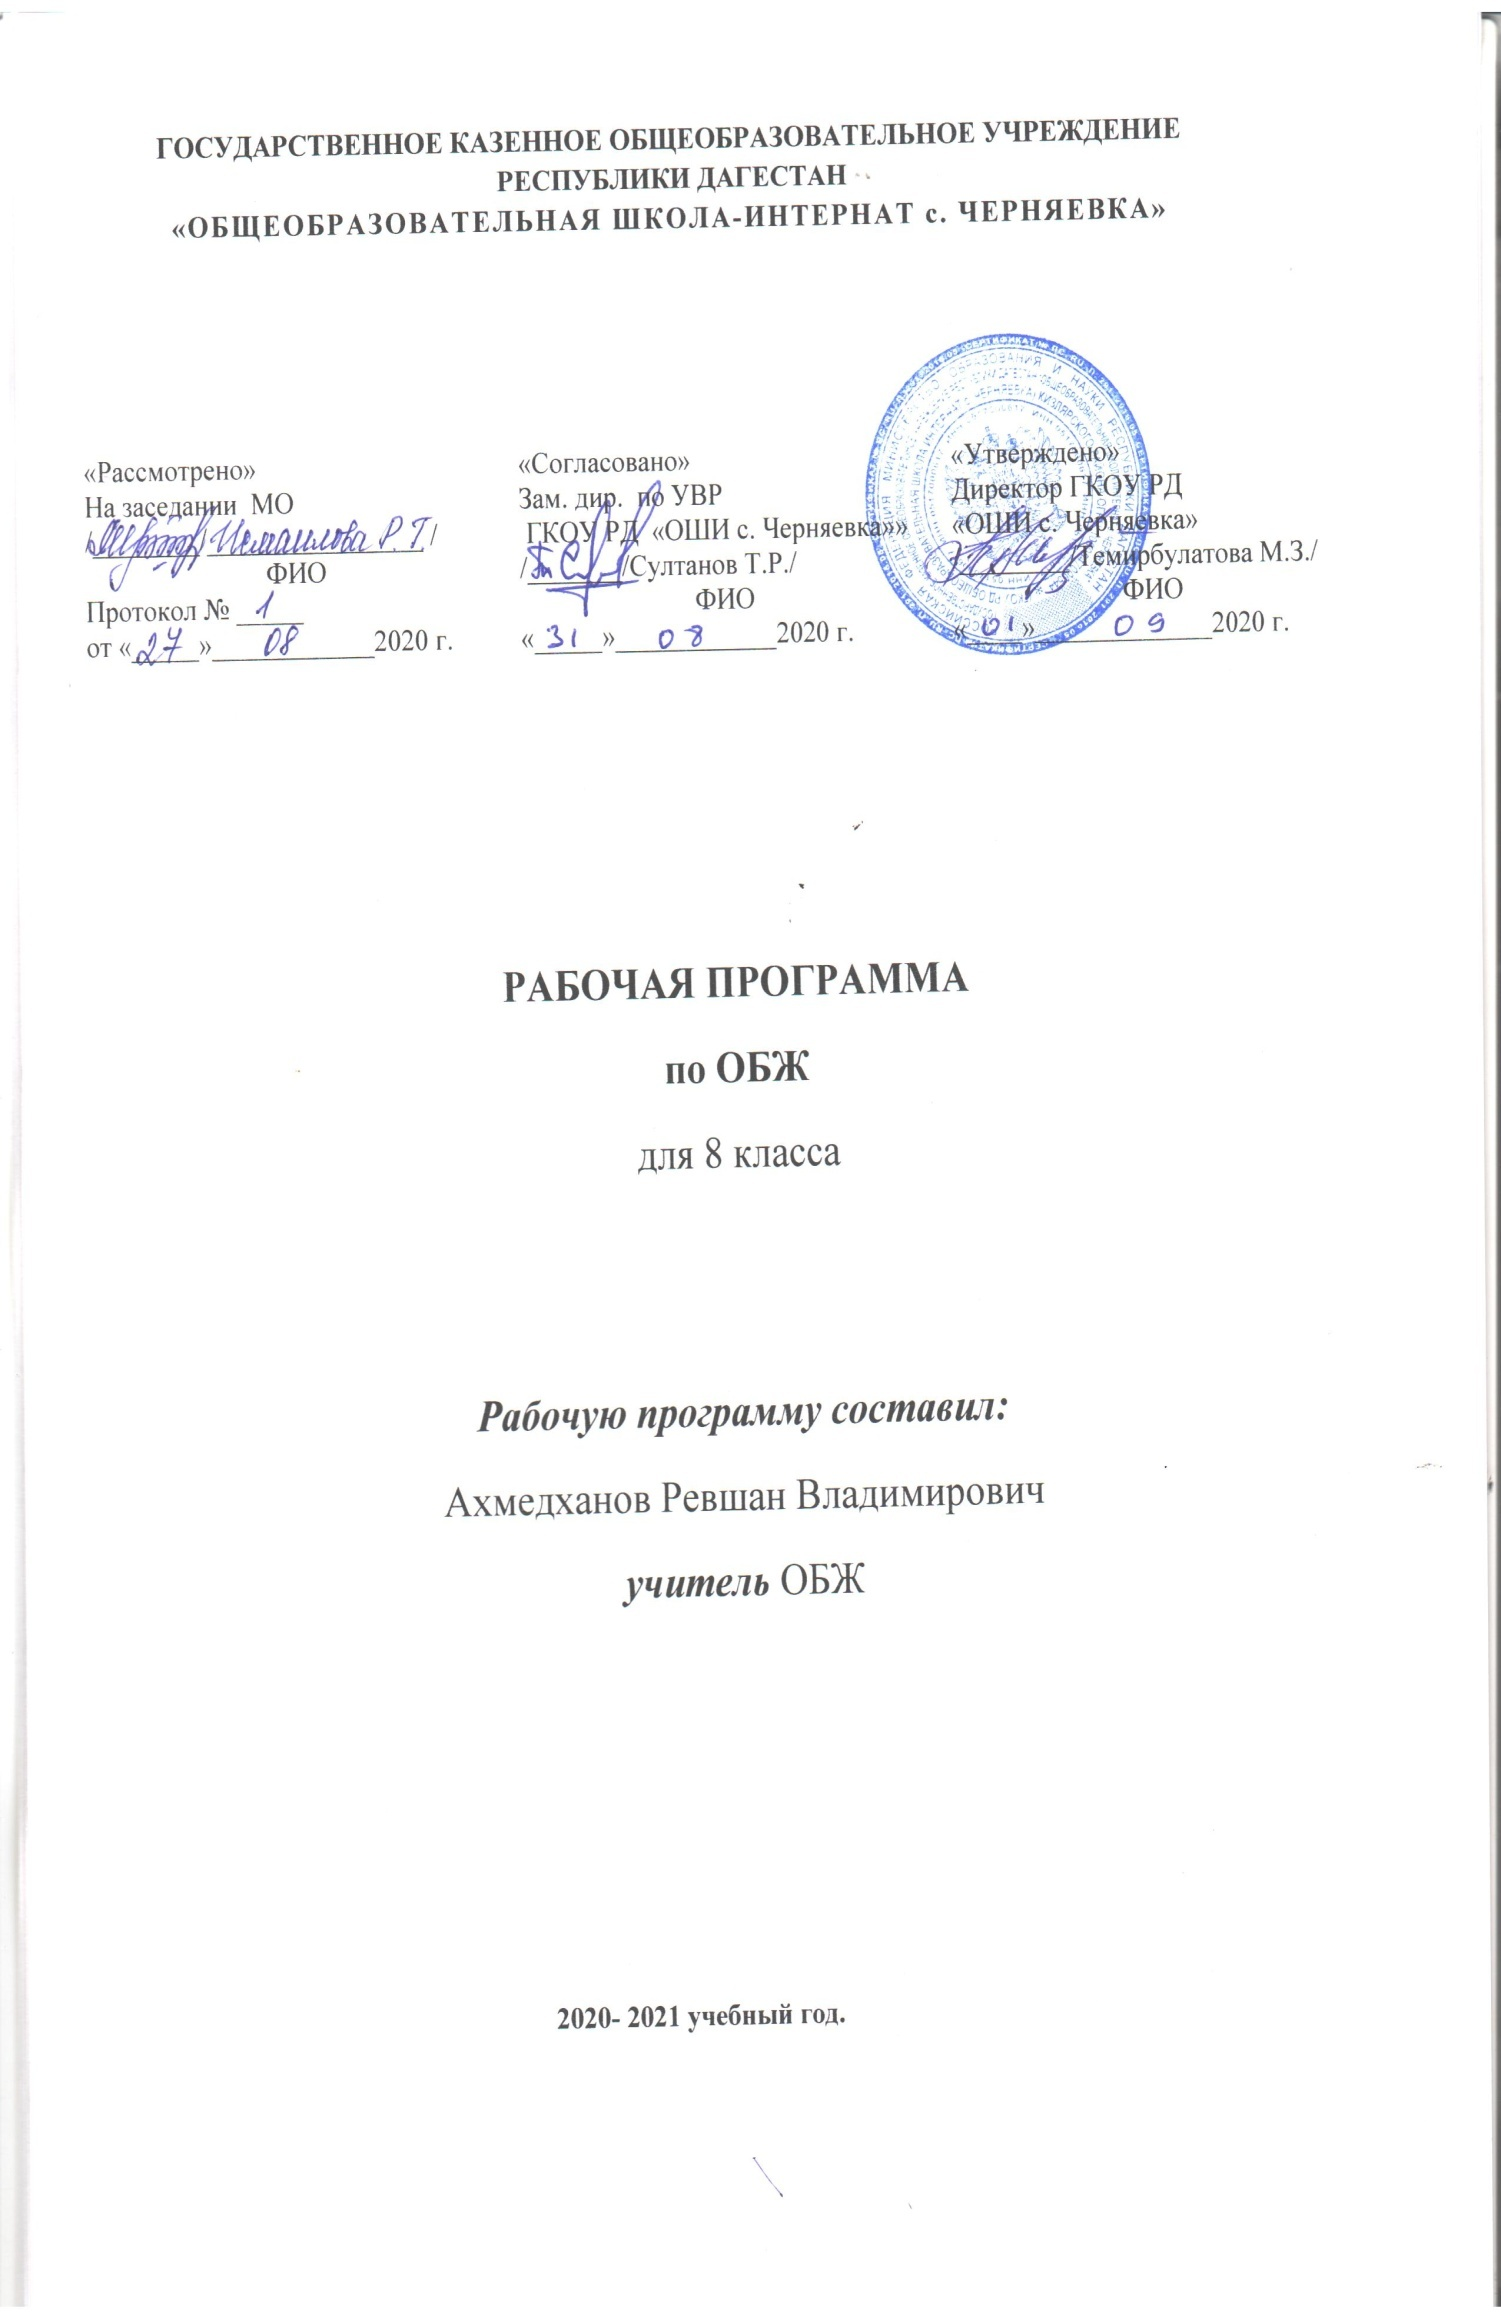 ГОСУДАРСТВЕННОЕ КАЗЕННОЕ ОБЩЕОБРАЗОВАТЕЛЬНОЕ УЧРЕЖДЕНИЕ
РЕСПУБЛИКИ ДАГЕСТАН
«ОБЩЕОБРАЗОВАТЕЛЬНАЯ ШКОЛА-ИНТЕРНАТ с. ЧЕРНЯЕВКА»
«Рассмотрено»
На заседании МО
Исмаилова Р.Г/
ФИО
Протокол № 1
от «27» 08 2020 г.
«Согласовано»
Зам. дир. по УВР
ГКОУ РД «ОШИ с. Черняевка»»
/Султанов Т.Р./
ФИО
«31» 08 2020 г.
«Утверждено»
Директор ГКОУ РД
«ОШИ с. Черняевка»
/Темирбулатова М.З./
ФИО
«01» 09 2020 г.
РАБОЧАЯ ПРОГРАММА
по ОБЖ
для 8 класса
Рабочую программу составил:
Ахмедханов Ревшан Владимирович
учитель ОБЖ
2020- 2021 учебный год.